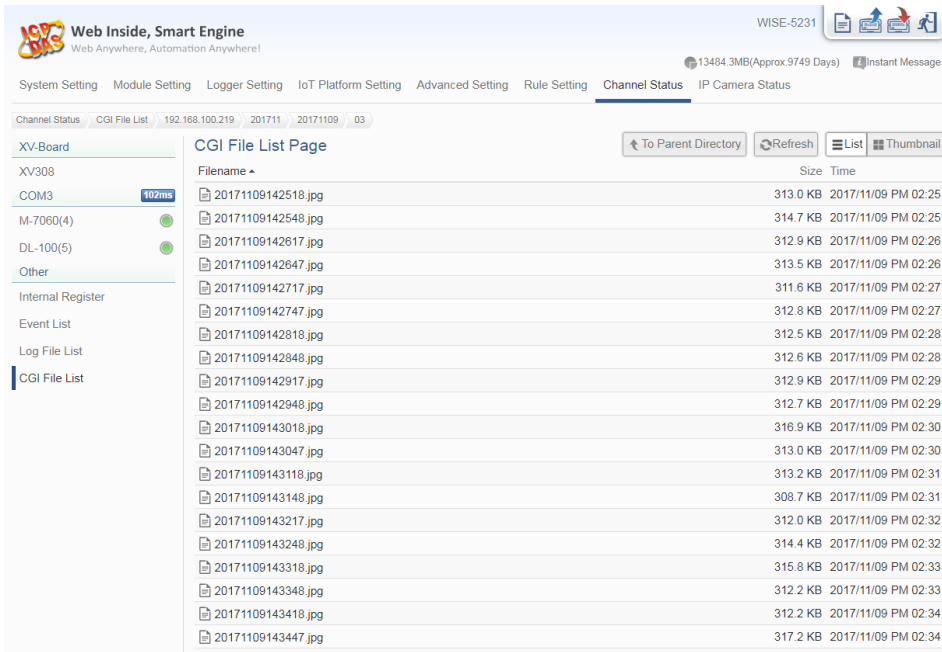 ICP DAS
Web Inside, Smart Engine
Web Anywhere, Automation Anywhere!
WISE-5231
13484.3MB(Approx.9749 Days) Instant Message
System Setting Module Setting Logger Setting IoT Platform Setting Advanced Setting Rule Setting Channel Status IP Camera Status
Channel Status CGI File List 192.168.100.219 201711 20171109 03
XV-Board
XV308
COM3 102ms
M-7060(4)
DL-100(5)
Other
Internal Register
Event List
Log File List
CGI File List
CGI File List Page
To Parent Directory Refresh List Thumbnail
Filename Size Time
20171109142518.jpg 313.0 KB 2017/11/09 PM 02:25
20171109142548.jpg 314.7 KB 2017/11/09 PM 02:25
20171109142617.jpg 312.9 KB 2017/11/09 PM 02:26
20171109142647.jpg 313.5 KB 2017/11/09 PM 02:26
20171109142717.jpg 311.6 KB 2017/11/09 PM 02:27
20171109142747.jpg 312.8 KB 2017/11/09 PM 02:27
20171109142818.jpg 312.5 KB 2017/11/09 PM 02:28
20171109142848.jpg 312.6 KB 2017/11/09 PM 02:28
20171109142917.jpg 312.9 KB 2017/11/09 PM 02:29
20171109142948.jpg 312.7 KB 2017/11/09 PM 02:29
20171109143018.jpg 316.9 KB 2017/11/09 PM 02:30
20171109143047.jpg 313.0 KB 2017/11/09 PM 02:30
20171109143118.jpg 313.2 KB 2017/11/09 PM 02:31
20171109143148.jpg 308.7 KB 2017/11/09 PM 02:31
20171109143217.jpg 312.0 KB 2017/11/09 PM 02:32
20171109143248.jpg 314.4 KB 2017/11/09 PM 02:32
20171109143318.jpg 315.8 KB 2017/11/09 PM 02:33
20171109143348.jpg 312.2 KB 2017/11/09 PM 02:33
20171109143418.jpg 312.2 KB 2017/11/09 PM 02:34
20171109143447.jpg 317.2 KB 2017/11/09 PM 02:34